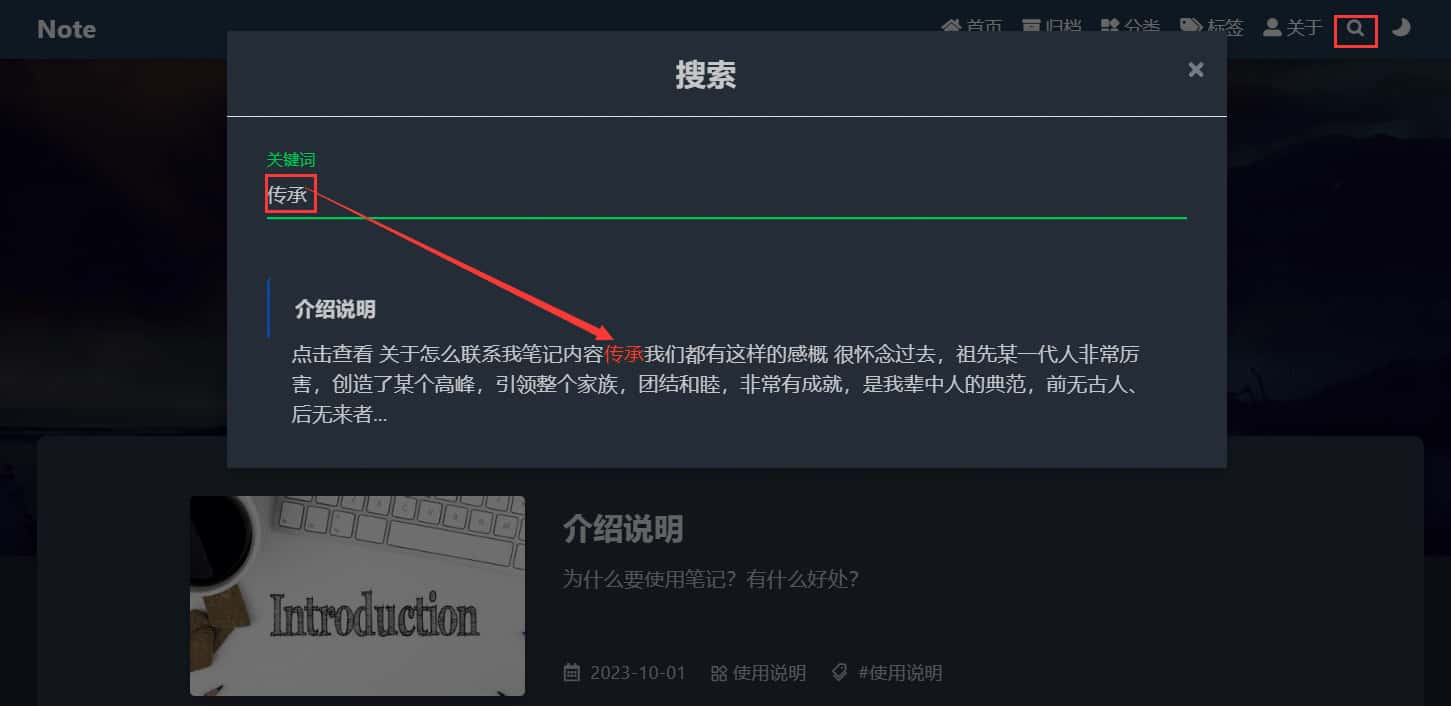 Note
首页 归档 分类 标签 关于
搜索
关键词
传承
介绍说明
点击查看 关于怎么联系我笔记内容传承我们都有这样的感概 很怀念过去，祖先某一代人非常厉
害，创造了某个高峰，引领整个家族，团结和睦，非常有成就，是我辈中人的典范，前无古人、
后无来者...
Introduction
介绍说明
为什么要使用笔记？有什么好处？
2023-10-01 使用说明 #使用说明